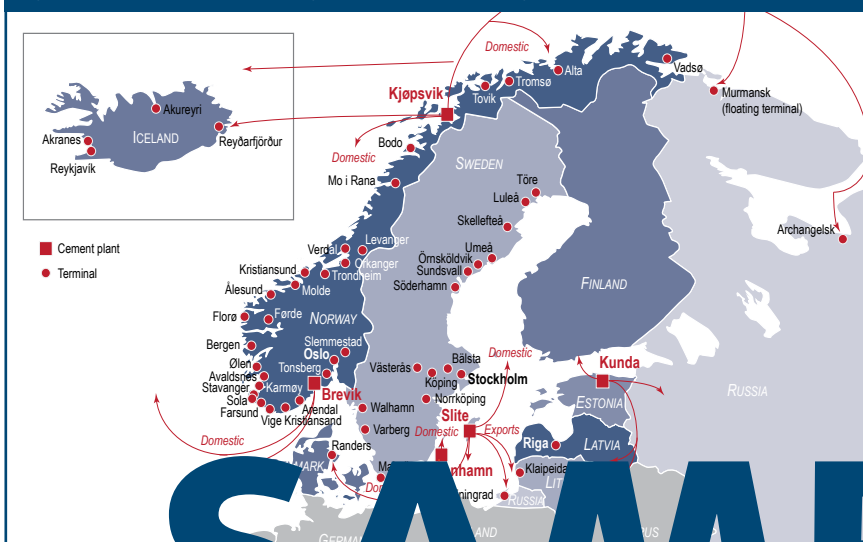 Domestic
Vadsø
Alta
Tromsø
Tovik
Murmansk
(floating terminal)
Kjøpsvik
Akureyri
Akranes
ICELAND
Reyðarfjörður
Reykjavík
Domestic
Bodo
SWEDEN
Mo i Rana
Töre
Luleå
Skellefteå
Archangelsk
Cement plant
Terminal
Levanger
Verdal
Orkanger
Umeå
Örnsköldvik
Sundsvall
Söderhamn
Kristiansund
Trondheim
Molde
Ålesund
FINLAND
Florø
Førde
NORWAY
Bergen
Slemmestad
Oslo
Ølen
Tonsberg
Avaldsnes
Stavanger
Karmøy
Brevik
Sola
Farsund
Arendal
Vige Kristiansand
Domestic
Västerås
Bålsta
Köping
Stockholm
Norrköping
Walhamn
Varberg
Domestic
Kunda
ESTONIA
RUSSIA
Slite
Domestic
Exports
Randers
Riga
LATVIA
Klaipeida
RUSSIA